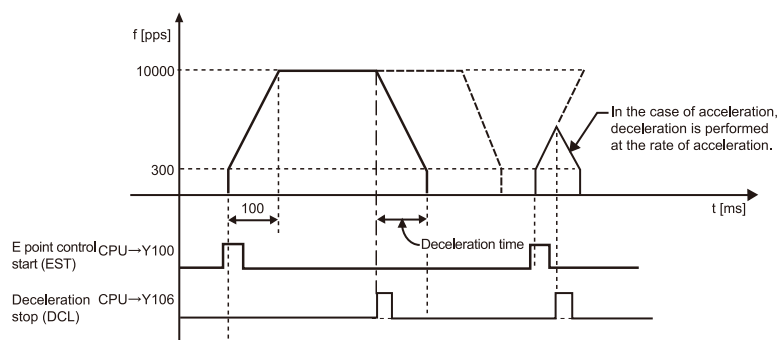 f [pps]
10000
In the case of acceleration,
deceleration is performed
at the rate of acceleration.
300
t [ms]
100
Deceleration time
E point control CPU→Y100
start (EST)
Deceleration CPU→Y106
stop (DCL)